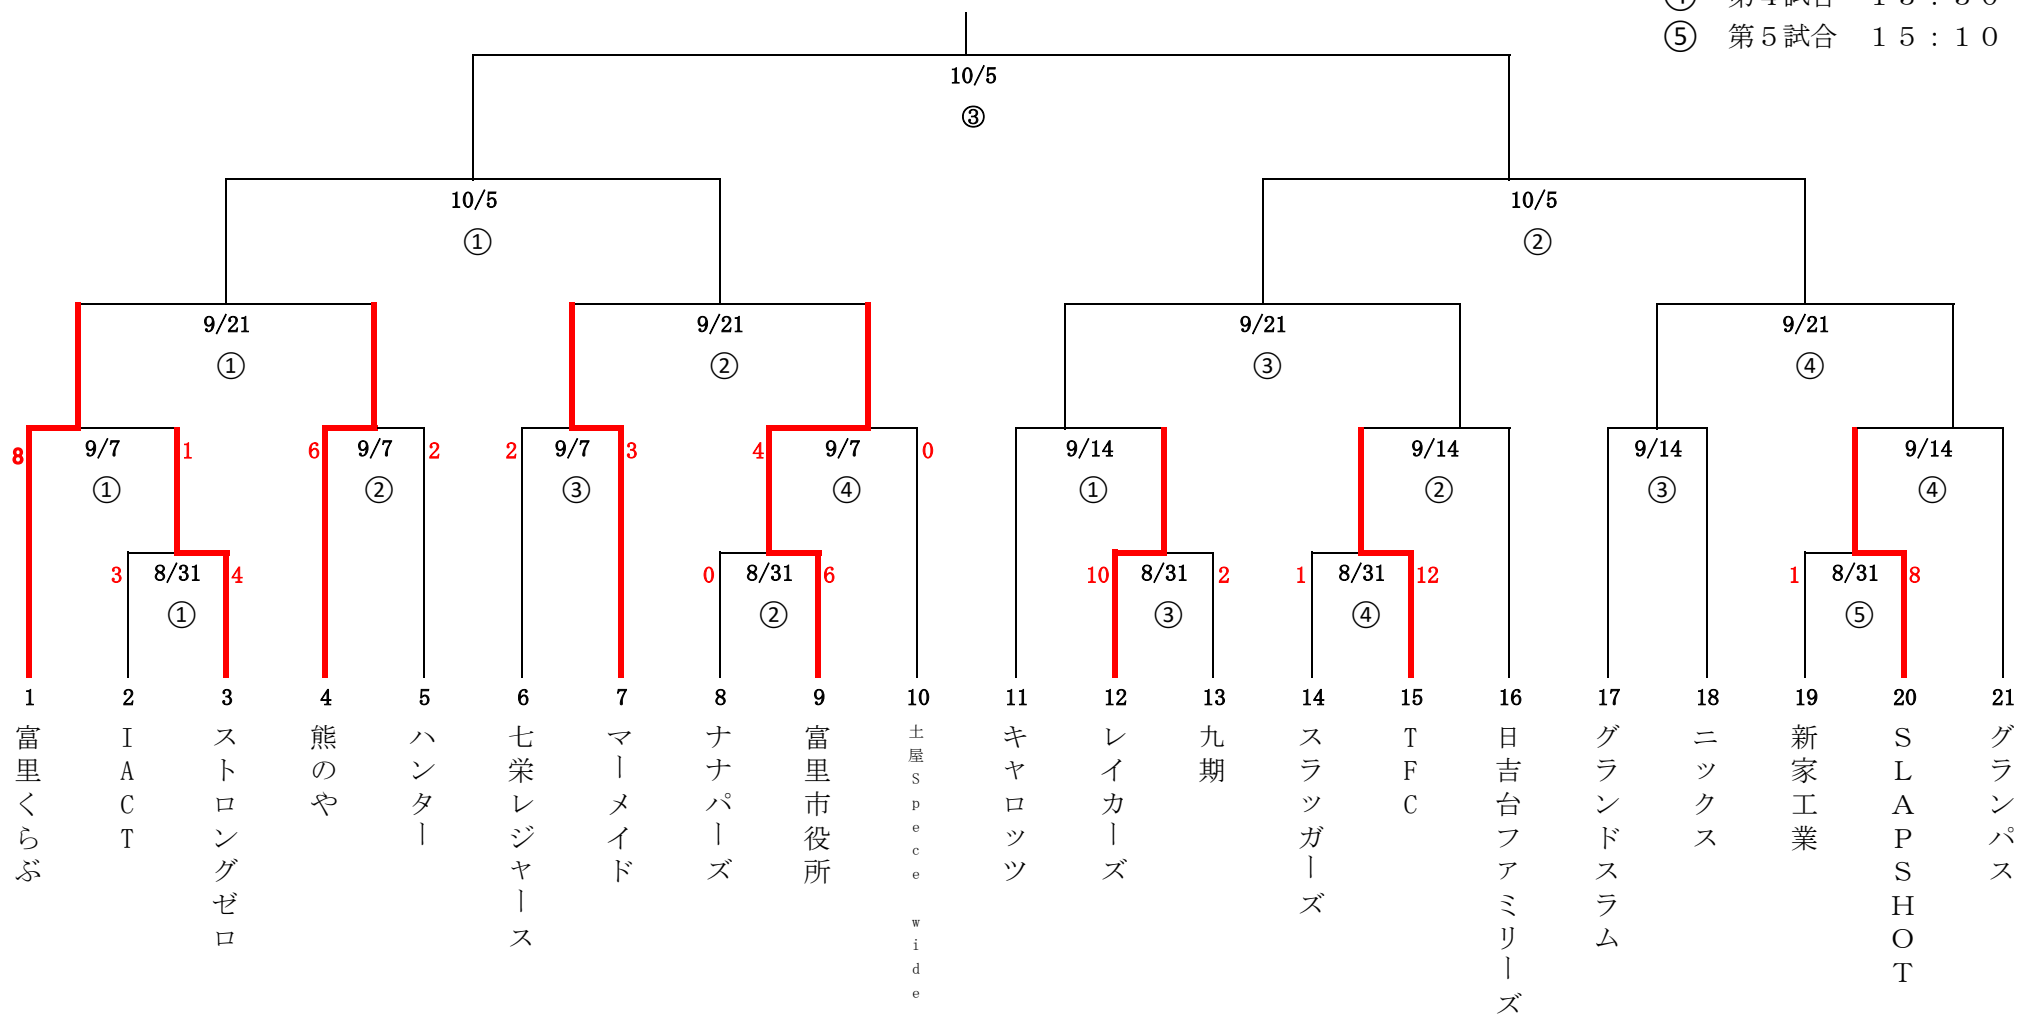 ④ 第４試合 １３：５０
⑤ 第５試合 １５：１０
10/5
③
10/5
①
10/5
②
9/21
①
9/21
②
9/21
③
9/21
④
8 9/7 1
①
6 9/7 2
②
2 9/7 3
③
4 9/7 0
④
9/14
①
9/14
②
9/14
③
9/14
④
3 8/31 4
①
0 8/31 6
②
10 8/31 2
③
1 8/31 12
④
1 8/31 8
⑤
1 富里くらぶ
2 IACT
3 ストロングゼロ
4 熊のや
5 ハンター
6 七栄レジャース
7 マーメイド
8 ナナパーズ
9 富里市役所
10 土屋Spece wide
11 キャロッツ
12 レイカーズ
13 九期
14 スラッガーズ
15 TFC
16 日吉台ファミリーズ
17 グランドスラム
18 ニックス
19 新家工業
20 ＳＬＡＰＳＨＯＴ
21 グランパス